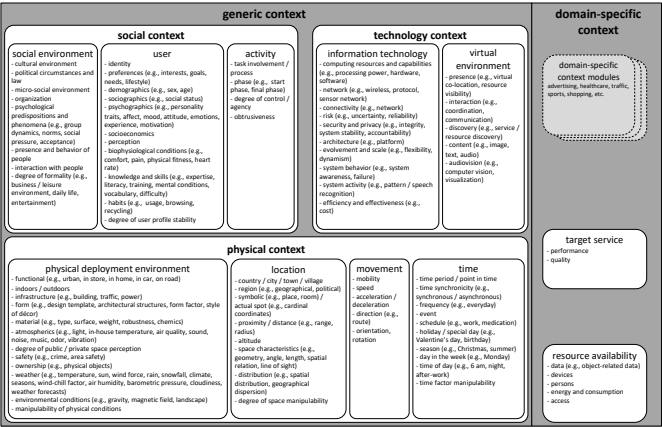 generic context
social context
social environment
- cultural environment
- political circumstances and
law
- micro-social environment
- organization
- psychological
predispositions and
phenomena (e.g., group
dynamics, norms, social
pressure, acceptance)
- presence and behavior of
people
- interaction with people
- degree of formality (e.g.,
business / leisure
environment, daily life,
entertainment)
user
- identity
- preferences (e.g., interests, goals,
needs, lifestyle)
- demographics (e.g., sex, age)
- sociographics (e.g., social status)
- psychographics (e.g., personality
traits, affect, mood, attitude, emotions,
experience, motivation)
- socioeconomics
- perception
- biophysiological conditions (e.g.,
comfort, pain, physical fitness, heart
rate)
- knowledge and skills (e.g., expertise,
literacy, training, mental conditions,
vocabulary, difficulty)
- habits (e.g., usage, browsing,
recycling)
- degree of user profile stability
activity
- task involvement /
process
- phase (e.g., start
phase, final phase)
- degree of control /
agency
- obtrusiveness
technology context
information technology
- computing resources and capabilities
(e.g., processing power, hardware,
software)
- network (e.g., wireless, protocol,
sensor network)
- connectivity (e.g., network)
- risk (e.g., uncertainty, reliability)
- security and privacy (e.g., integrity,
system stability, accountability)
- architecture (e.g., platform)
- evolvement and scale (e.g., flexibility,
dynamism)
- system behavior (e.g., system
awareness, failure)
- system activity (e.g., pattern / speech
recognition)
- efficiency and effectiveness (e.g.,
cost)
virtual
environment
- presence (e.g., virtual
co-location, resource
visibility)
- interaction (e.g.,
coordination,
communication)
- discovery (e.g., service /
resource discovery)
- content (e.g., image,
text, audio)
- audiovision (e.g.,
computer vision,
visualization)
physical context
physical deployment environment
- functional (e.g., urban, in store, in home, in car, on road)
- indoors / outdoors
- infrastructure (e.g., building, traffic, power)
- form (e.g., design template, architectural structures, form factor, style
of décor)
- material (e.g., type, surface, weight, robustness, chemics)
- atmospherics (e.g., light, in-house temperature, air quality, sound,
noise, music, odor, vibration)
- degree of public / private space perception
- safety (e.g., crime, area safety)
- ownership (e.g., physical objects)
- weather (e.g., temperature, sun, wind force, rain, snowfall, climate,
seasons, wind-chill factor, air humidity, barometric pressure, cloudiness,
weather forecasts)
- environmental conditions (e.g., gravity, magnetic field, landscape)
- manipulability of physical conditions
location
- country / city / town / village
- region (e.g., geographical, political)
- symbolic (e.g., place, room) /
actual spot (e.g., cardinal
coordinates)
- proximity / distance (e.g., range,
radius)
- altitude
- space characteristics (e.g.,
geometry, angle, length, spatial
relation, line of sight)
- distribution (e.g., spatial
distribution, geographical
dispersion)
- degree of space manipulability
movement
- mobility
- speed
- acceleration /
deceleration
- direction (e.g.,
route)
- orientation,
rotation
time
- time period / point in time
- time synchronicity (e.g.,
synchronous / asynchronous)
- frequency (e.g., everyday)
- event
- schedule (e.g., work, medication)
- holiday / special day (e.g.,
Valentine's day, birthday)
- season (e.g., Christmas, summer)
- day in the week (e.g., Monday)
- time of day (e.g., 6 am, night,
after-work)
- time factor manipulability
domain-specific
context
domain-specific
context modules
advertising, healthcare, traffic,
sports, shopping, etc.
target service
- performance
- quality
resource availability
- data (e.g., object-related data)
- devices
- persons
- energy and consumption
- access